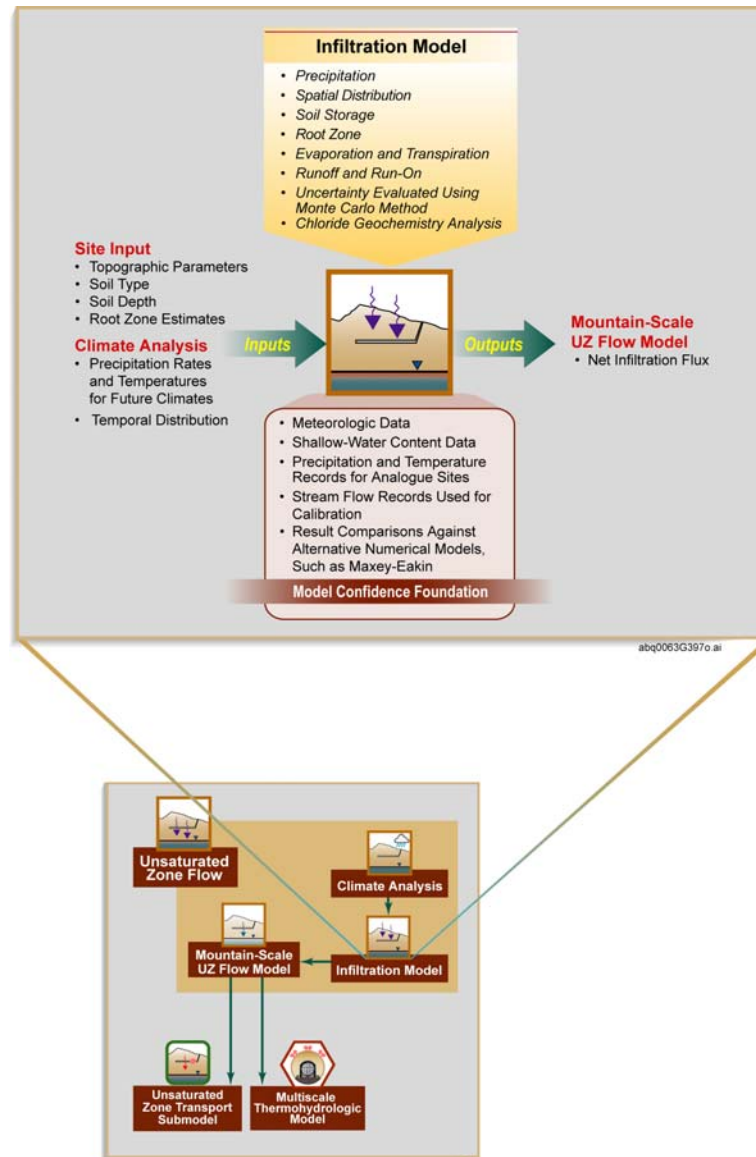 Infiltration Model
• Precipitation
• Spatial Distribution
• Soil Storage
• Root Zone
• Evaporation and Transpiration
• Runoff and Run-On
• Uncertainty Evaluated Using
Monte Carlo Method
• Chloride Geochemistry Analysis
Site Input
• Topographic Parameters
• Soil Type
• Soil Depth
• Root Zone Estimates
Climate Analysis
• Precipitation Rates
and Temperatures
for Future Climates
• Temporal Distribution
Inputs
Outputs
Mountain-Scale
UZ Flow Model
• Net Infiltration Flux
• Meteorologic Data
• Shallow-Water Content Data
• Precipitation and Temperature
Records for Analogue Sites
• Stream Flow Records Used for
Calibration
• Result Comparisons Against
Alternative Numerical Models,
Such as Maxey-Eakin
Model Confidence Foundation
abq0063G397o.ai
Unsaturated
Zone Flow
Climate Analysis
Mountain-Scale
UZ Flow Model
Infiltration Model
Unsaturated
Zone Transport
Submodel
Multiscale
Thermohydrologic
Model